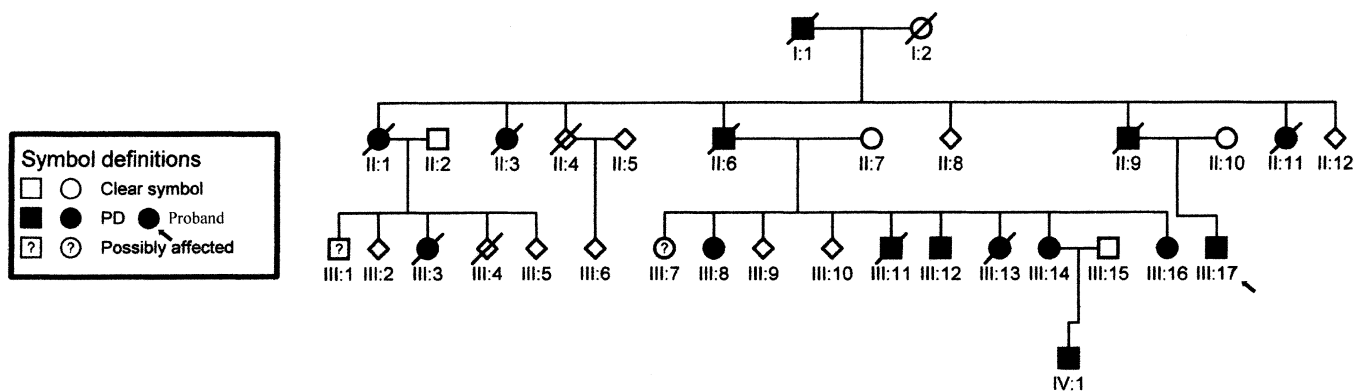 I:1 I:2
II:1 II:2 II:3 II:4 II:5 II:6 II:7 II:8 II:9 II:10 II:11 II:12
Symbol definitions
Clear symbol
PD Proband
? ? Possibly affected
? ?
III:1 III:2 III:3 III:4 III:5 III:6 III:7 III:8 III:9 III:10 III:11 III:12 III:13 III:14 III:15 III:16 III:17
IV:1